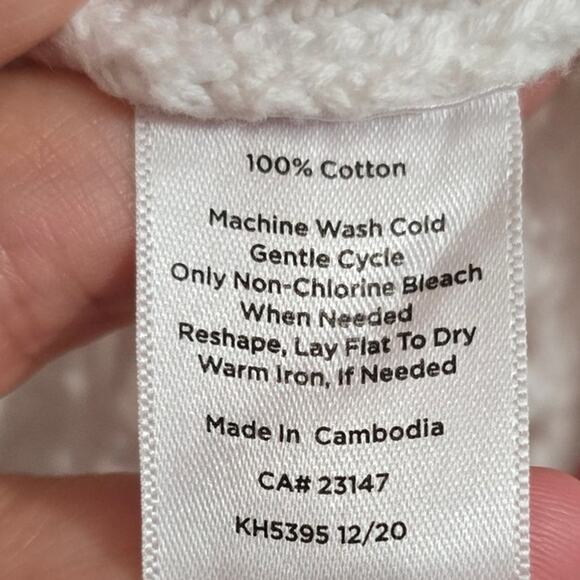 100% Cotton
Machine Wash Cold
Gentle Cycle
Only Non-Chlorine Bleach
When Needed
Reshape, Lay Flat To Dry
Warm Iron, If Needed
Made In Cambodia
CA# 23147
KH5395 12/20